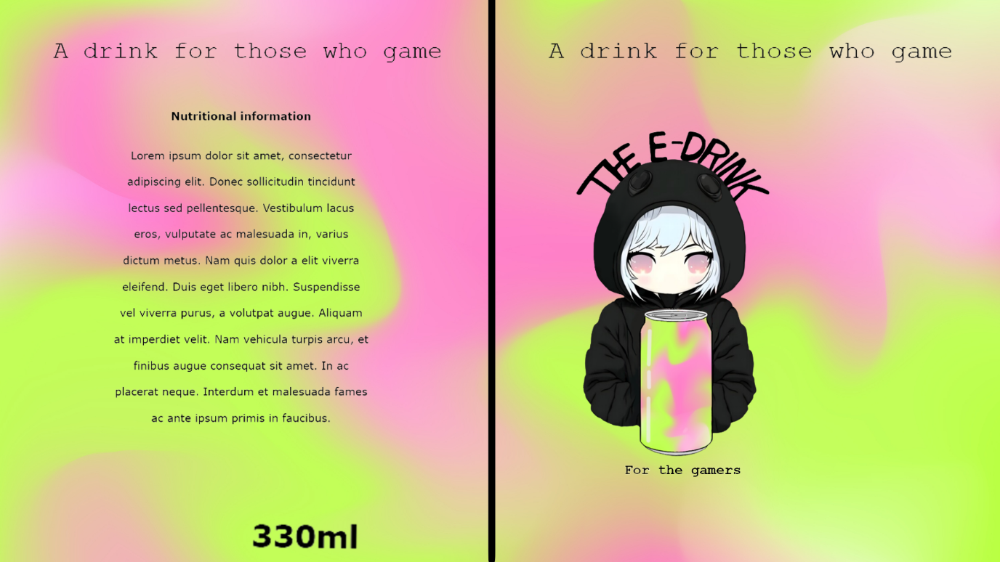 A drink for those who game
Nutritional information
Lorem ipsum dolor sit amet, consectetur
adipiscing elit. Donec sollicitudin tincidunt
lectus sed pellentesque. Vestibulum lacus
eros, vulputate ac malesuada in, varius
dictum metus. Nam quis dolor a elit viverra
eleifend. Duis eget libero nibh. Suspendisse
vel viverra purus, a volutpat augue. Aliquam
at imperdiet velit. Nam vehicula turpis arcu, et
finibus augue consequat sit amet. In ac
placerat neque. Interdum et malesuada fames
ac ante ipsum primis in faucibus.
330ml
A drink for those who game
THE E-DRINK
For the gamers